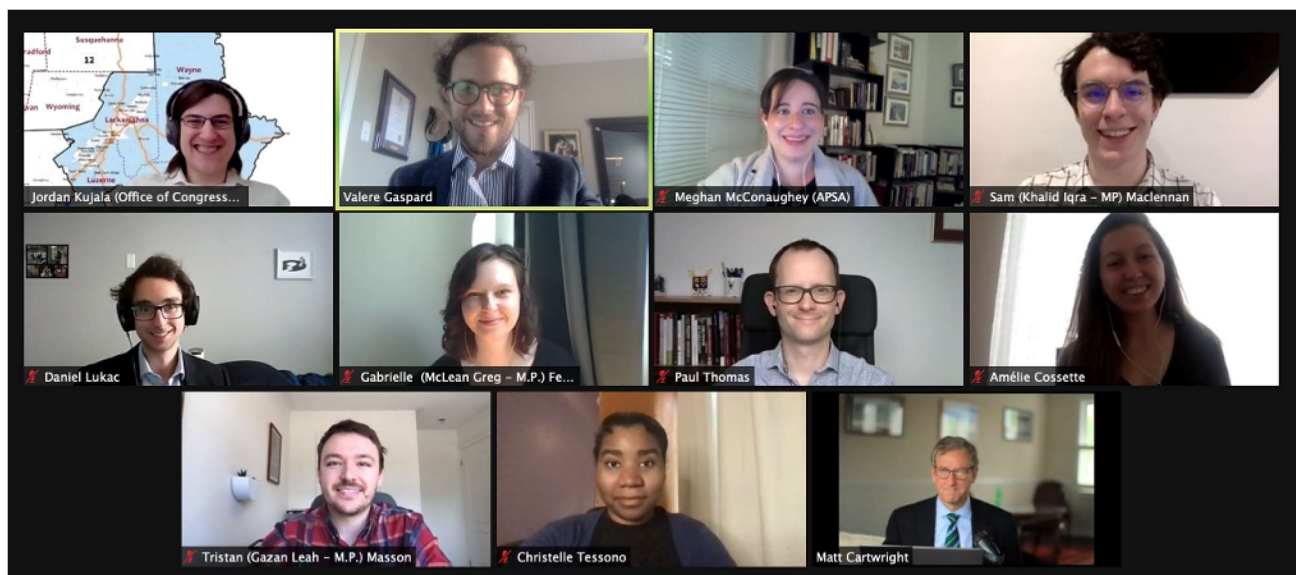 Susquehanna
12
Wayne
Wyoming
Lackawanna
Luzerne
Jordan Kujala (Office of Congress...
Valere Gaspard
Meghan McConaughey (APSA)
Sam (Khalid Iqra - MP) Maclennan
Daniel Lukac
Gabrielle (McLean Greg - M.P.) Fe...
Paul Thomas
Amélie Cossette
Tristan (Gazan Leah - M.P.) Masson
Christelle Tessono
Matt Cartwright